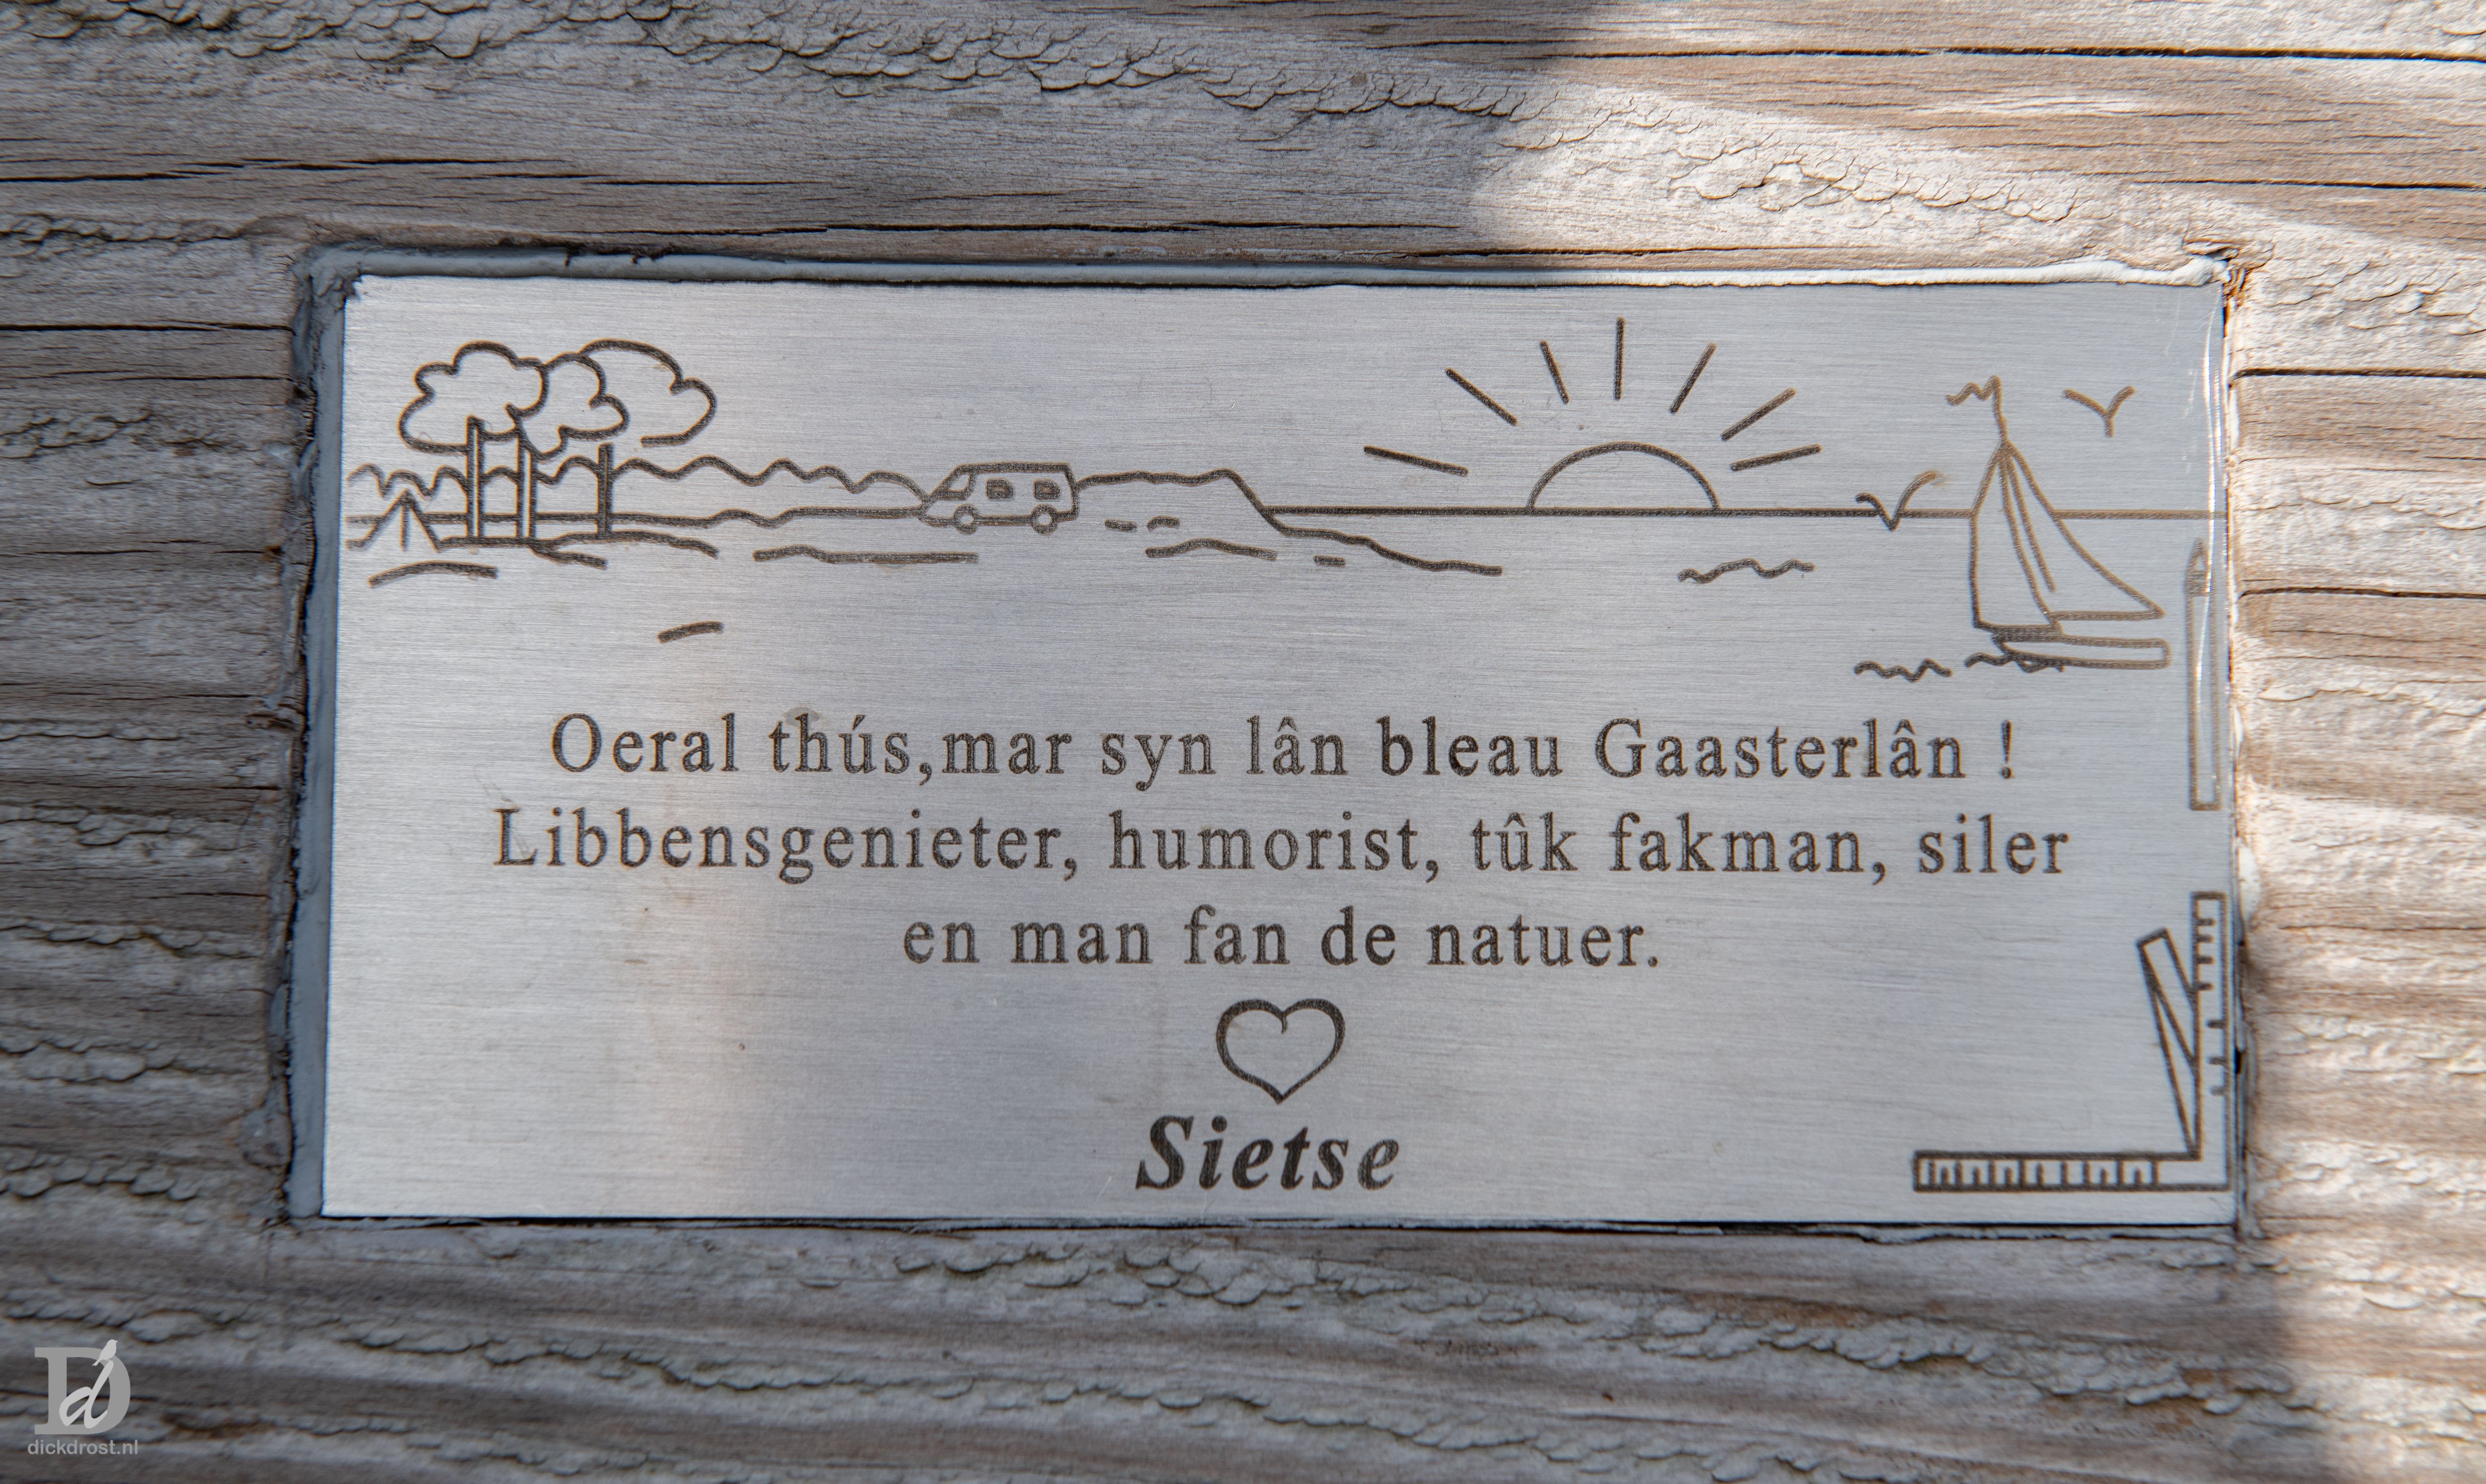 Oeral thús,mar syn lân bleau Gaasterlân !
Libbensgenieter, humorist, tûk fakman, siler
en man fan de natuer.
Sietse
Dd
dickdrost.nl